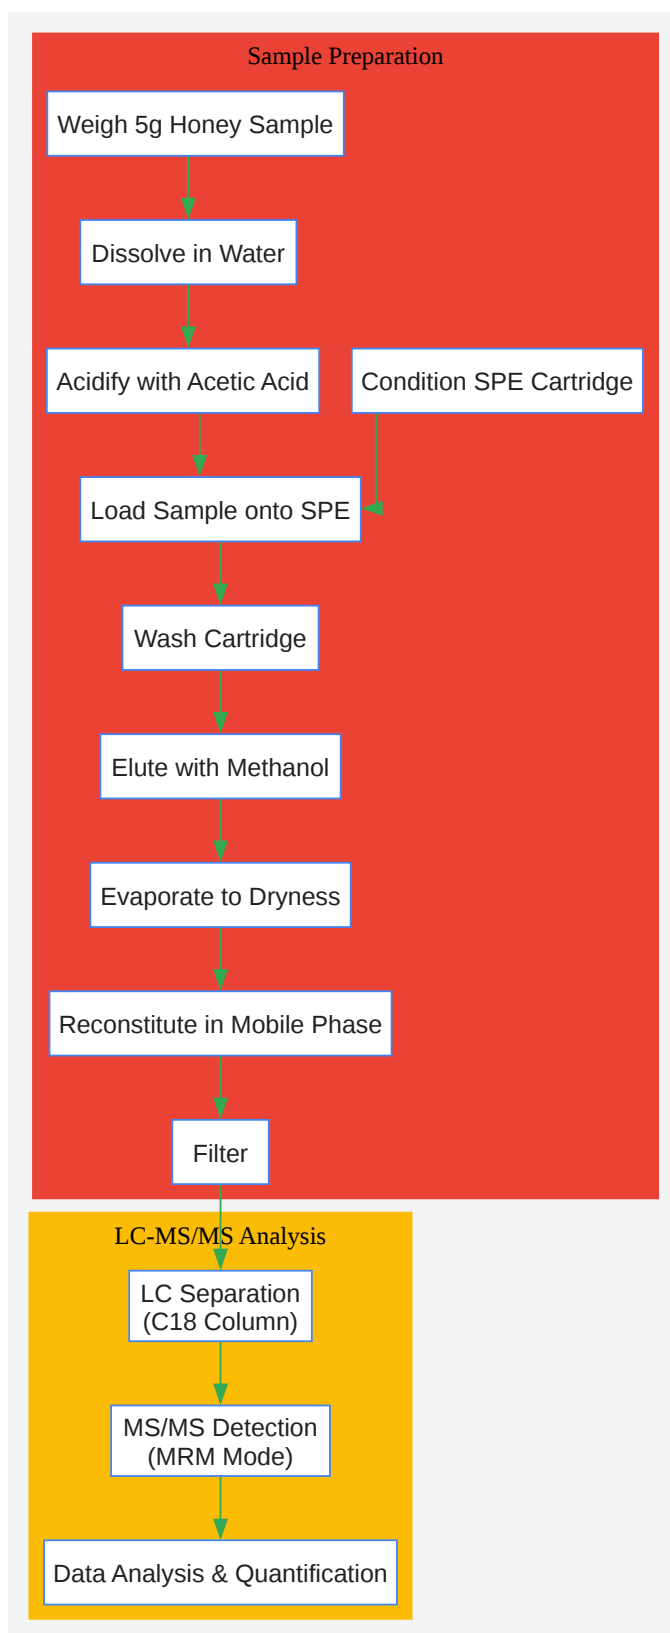 Sample Preparation
Weigh 5g Honey Sample
Dissolve in Water
Acidify with Acetic Acid
Condition SPE Cartridge
Load Sample onto SPE
Wash Cartridge
Elute with Methanol
Evaporate to Dryness
Reconstitute in Mobile Phase
Filter
LC-MS/MS Analysis
LC Separation
(C18 Column)
MS/MS Detection
(MRM Mode)
Data Analysis & Quantification